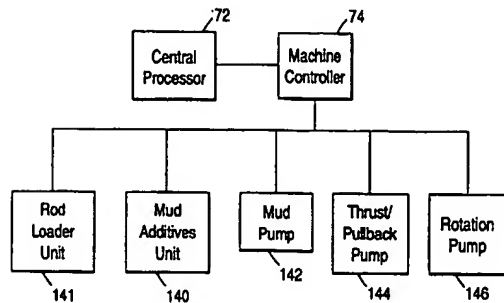 72
74
Central
Processor
Machine
Controller
Rod
Loader
Unit
Mud
Additives
Unit
Mud
Pump
Thrust/
Pullback
Pump
Rotation
Pump
141
140
142
144
146